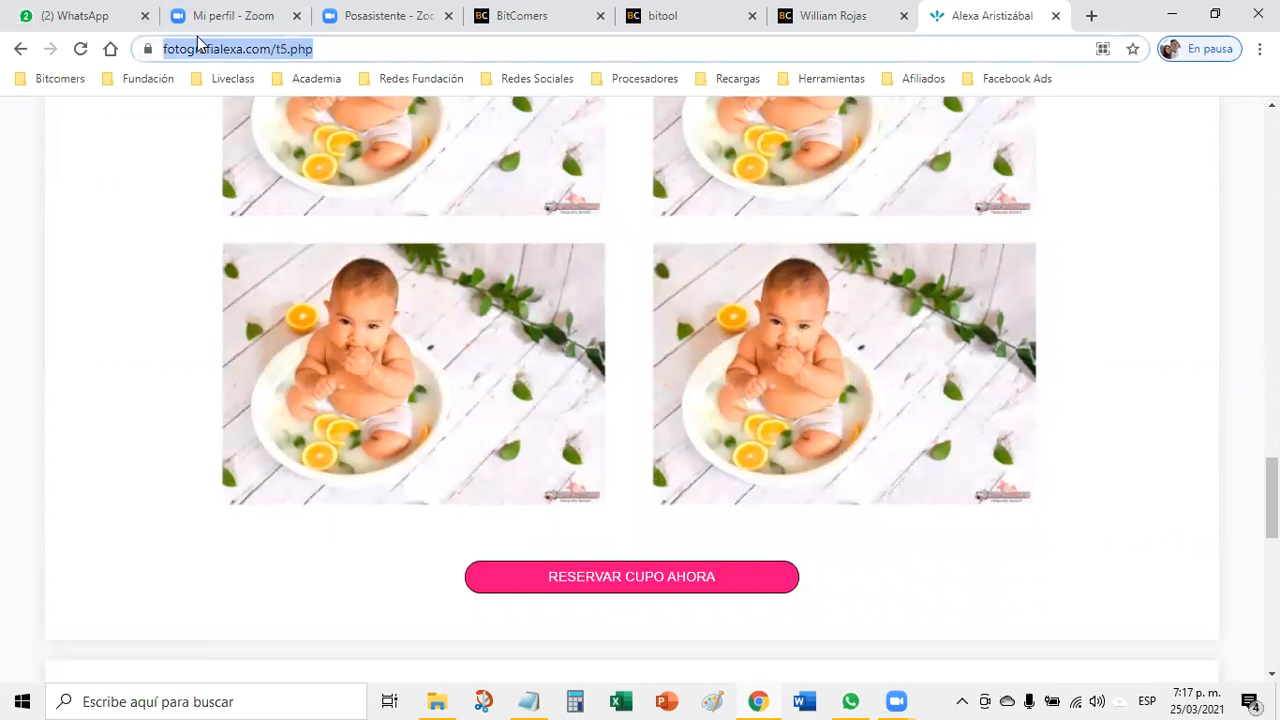 (2) WhatsApp
Mi - Zoom
Posasistente - Zoo
BitComers
bitool
William Rojas
Alexa Aristizábal
fotografialexa.com/t5.php
En pausa
Bitcomers
Fundación
Liveclass
Academia
Redes Fundación
Redes Sociales
Procesadores
Recargas
Herramientas
Afiliados
Facebook Ads
RESERVAR CUPO AHORA
Escribe aquí para buscar
ESP
7:17 p. m.
25/03/2021
4